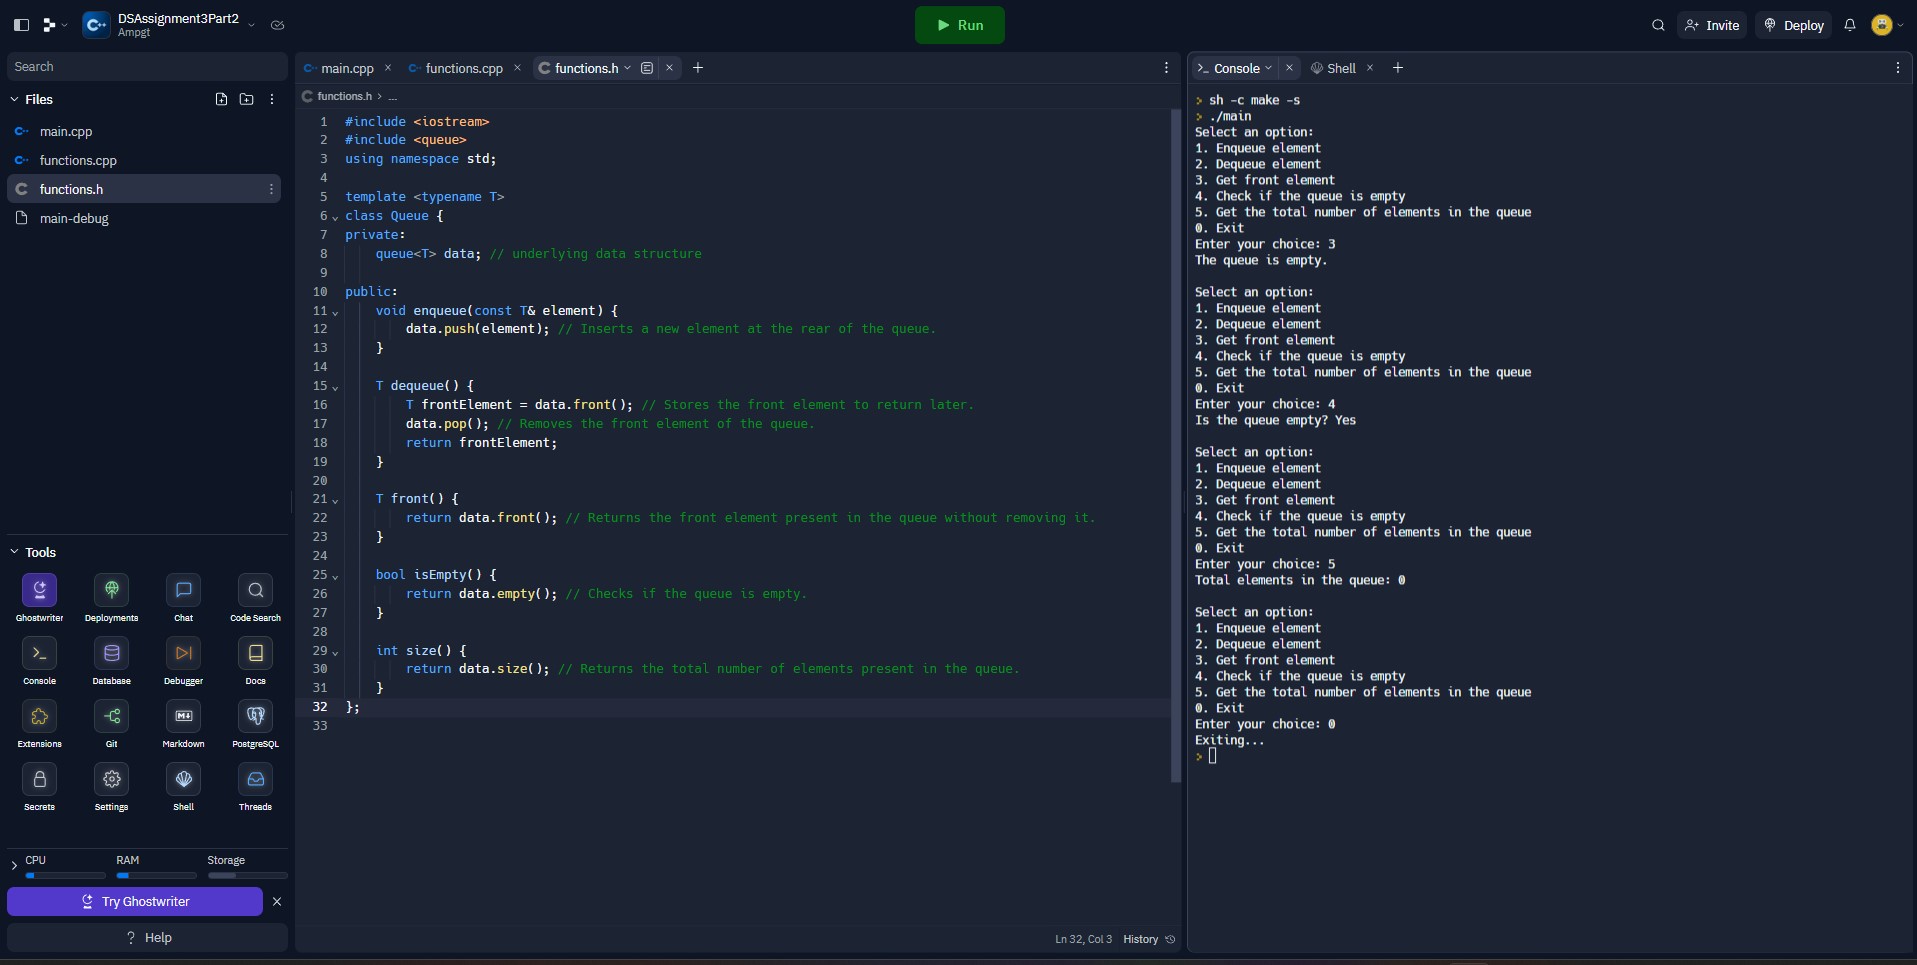 DSAssignment3Part2
Ampgt
Run
Invite
Deploy
Search
Files
main.cpp
functions.cpp
functions.h
main-debug
Tools
Ghostwriter Deployments Chat Code Search
Console Database Debugger Docs
Extensions Git Markdown PostgreSQL
Secrets Settings Shell Threads
CPU RAM Storage
Try Ghostwriter
? Help
main.cpp × functions.cpp × functions.h × +
functions.h > ...
1 #include <iostream>
2 #include <queue>
3 using namespace std;
4
5 template <typename T>
6 class Queue {
7 private:
8 queue<T> data; // underlying data structure
9
10 public:
11 void enqueue(const T& element) {
12 data.push(element); // Inserts a new element at the rear of the queue.
13 }
14
15 T dequeue() {
16 T frontElement = data.front(); // Stores the front element to return later.
17 data.pop(); // Removes the front element of the queue.
18 return frontElement;
19 }
20
21 T front() {
22 return data.front(); // Returns the front element present in the queue without removing it.
23 }
24
25 bool isEmpty() {
26 return data.empty(); // Checks if the queue is empty.
27 }
28
29 int size() {
30 return data.size(); // Returns the total number of elements present in the queue.
31 }
32 };
33
Ln 32, Col 3 History
Console × Shell × +
> sh -c make -s
> ./main
Select an option:
1. Enqueue element
2. Dequeue element
3. Get front element
4. Check if the queue is empty
5. Get the total number of elements in the queue
0. Exit
Enter your choice: 3
The queue is empty.
Select an option:
1. Enqueue element
2. Dequeue element
3. Get front element
4. Check if the queue is empty
5. Get the total number of elements in the queue
0. Exit
Enter your choice: 4
Is the queue empty? Yes
Select an option:
1. Enqueue element
2. Dequeue element
3. Get front element
4. Check if the queue is empty
5. Get the total number of elements in the queue
0. Exit
Enter your choice: 5
Total elements in the queue: 0
Select an option:
1. Enqueue element
2. Dequeue element
3. Get front element
4. Check if the queue is empty
5. Get the total number of elements in the queue
0. Exit
Enter your choice: 0
Exiting...
>